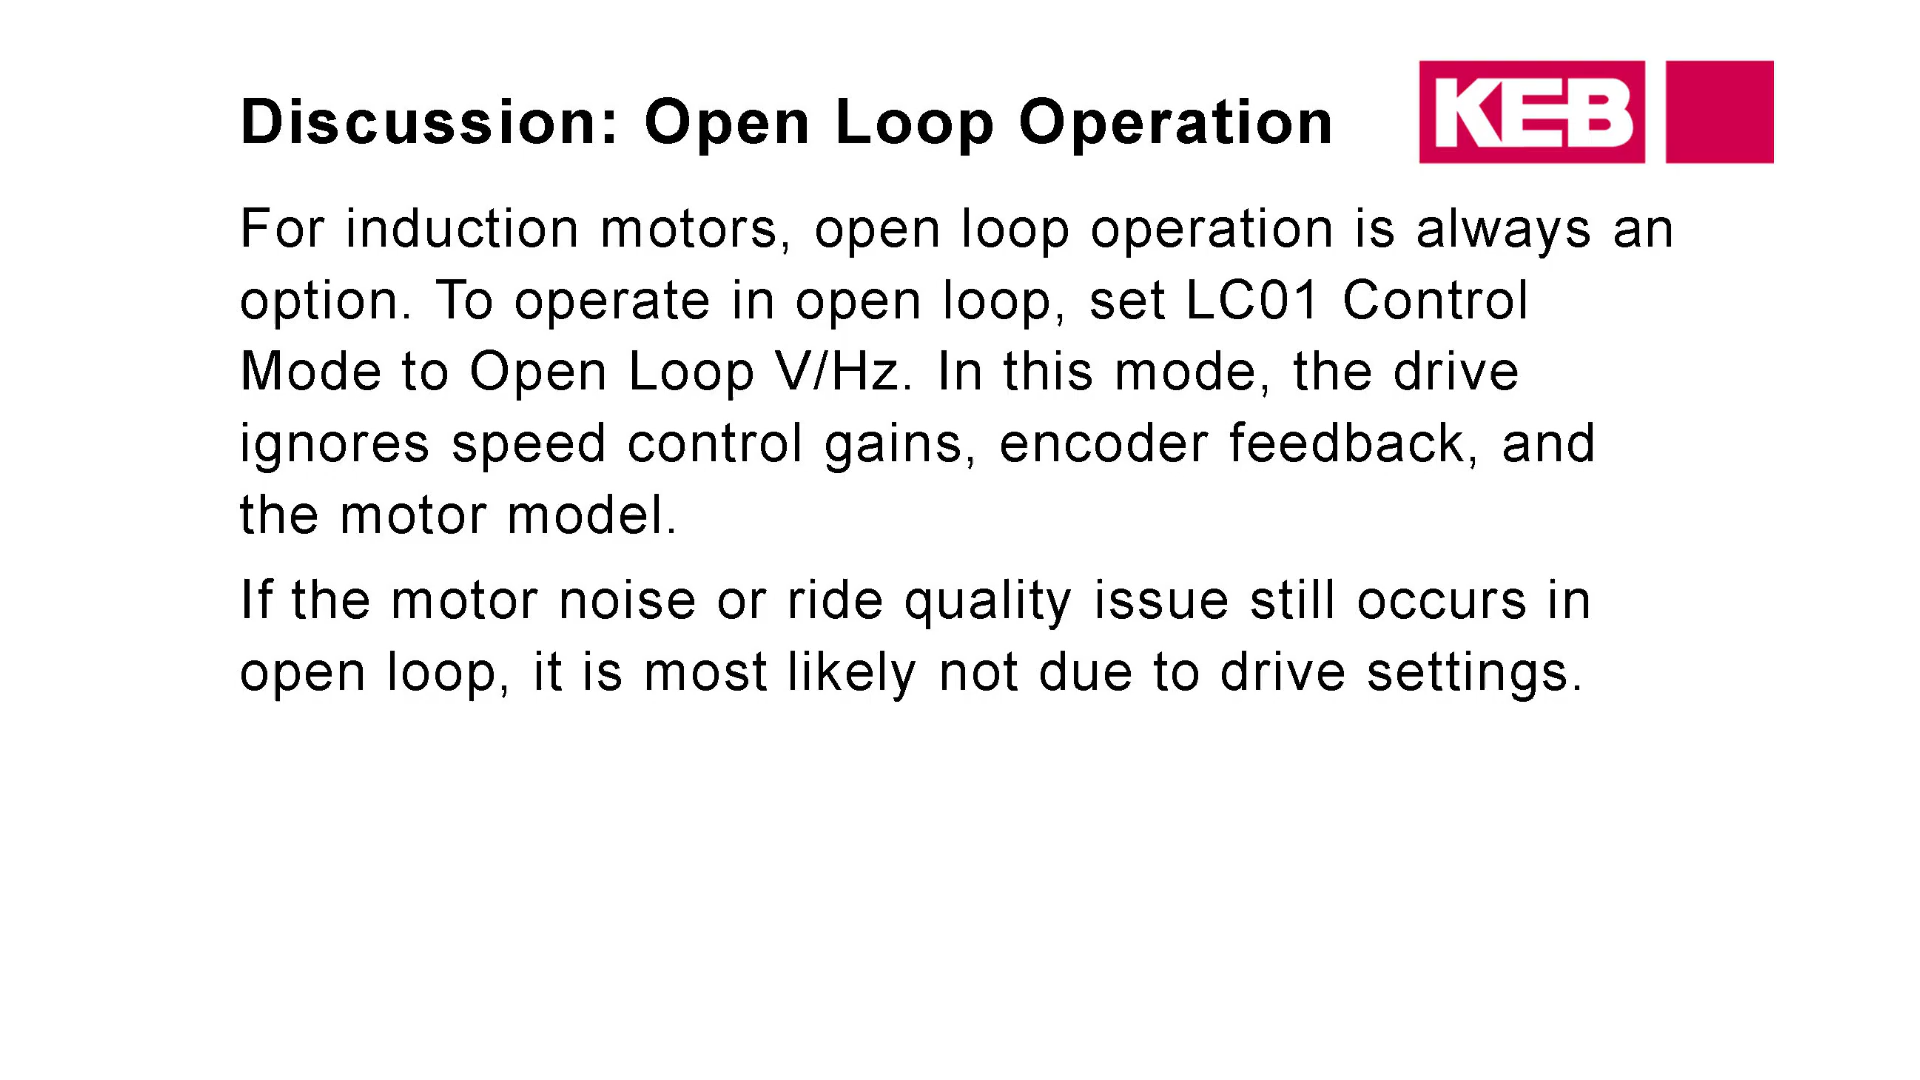 Discussion: Open Loop Operation
KEB
For induction motors, open loop operation is always an
option. To operate in open loop, set LC01 Control
Mode to Open Loop V/Hz. In this mode, the drive
ignores speed control gains, encoder feedback, and
the motor model.
If the motor noise or ride quality issue still occurs in
open loop, it is most likely not due to drive settings.